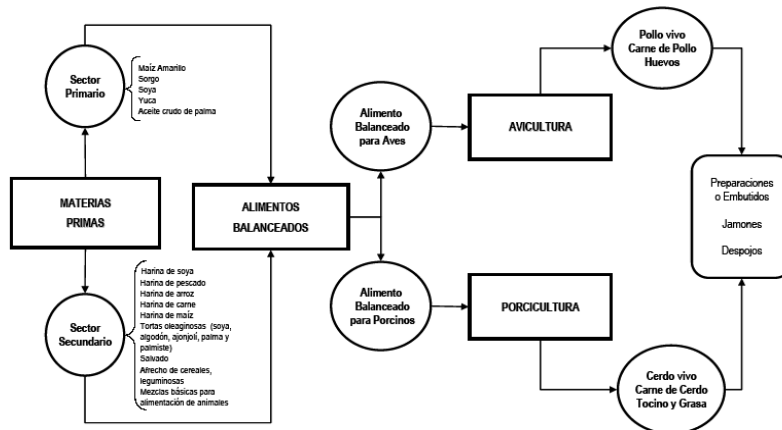 Sector
Primario
Maíz Amarillo
Sorgo
Soya
Yuca
Aceite crudo de palma
MATERIAS
PRIMAS
Sector
Secundario
Harina de soya
Harina de pescado
Harina de arroz
Harina de carne
Harina de maíz
Tortas oleaginosas (soya,
algodón, ajonjolí, palma y
palmiste)
Salvado
Afrecho de cereales,
leguminosas
Mezclas básicas para
alimentación de animales
ALIMENTOS
BALANCEADOS
Alimento
Balanceado
para Aves
Alimento
Balanceado
para Porcinos
AVICULTURA
PORCICULTURA
Pollo vivo
Carne de Pollo
Huevos
Preparaciones
o Embutidos
Jamones
Despojos
Cerdo vivo
Carne de Cerdo
Tocino y Grasa